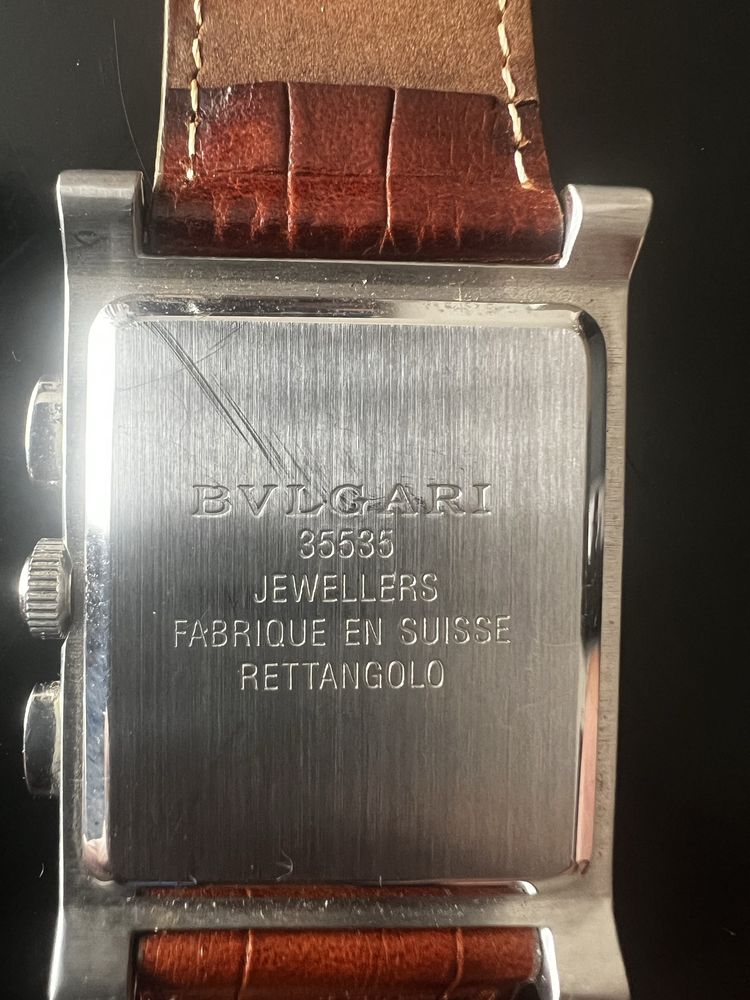 BVLGARI
35535
JEWELLERS
FABRIQUE EN SUISSE
RETTANGOLO